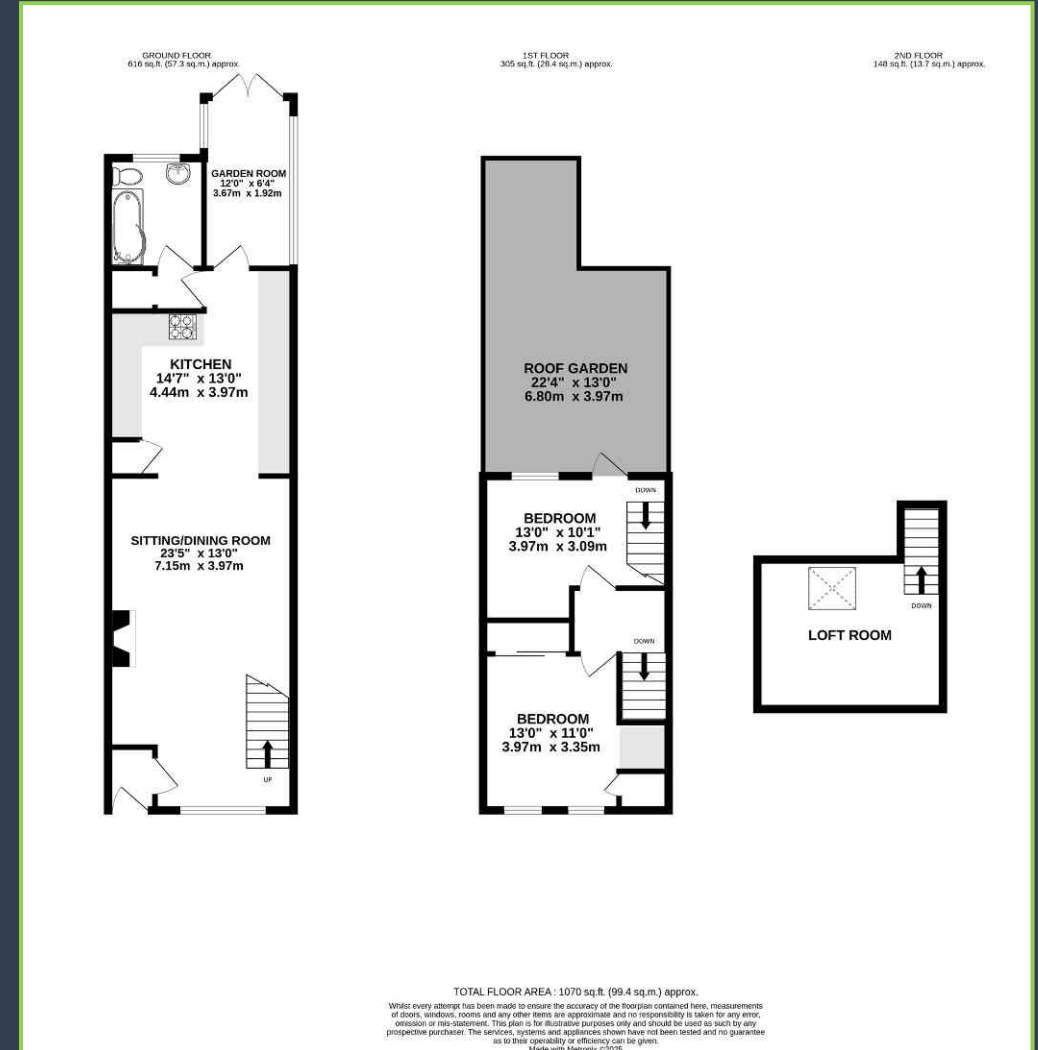 GROUND FLOOR
616 sq.ft. (57.3 sq.m.) approx.
1ST FLOOR
305 sq.ft. (28.4 sq.m.) approx.
2ND FLOOR
148 sq.ft. (13.7 sq.m.) approx.
GARDEN ROOM
12'0" x 6'4"
3.67m x 1.92m
KITCHEN
14'7" x 13'0"
4.44m x 3.97m
SITTING/DINING ROOM
23'5" x 13'0"
7.15m x 3.97m
UP
ROOF GARDEN
22'4" x 13'0"
6.80m x 3.97m
DOWN
BEDROOM
13'0" x 10'1"
3.97m x 3.09m
DOWN
BEDROOM
13'0" x 11'0"
3.97m x 3.35m
DOWN
LOFT ROOM
TOTAL FLOOR AREA : 1070 sq.ft. (99.4 sq.m.) approx.
Whilst every attempt has been made to ensure the accuracy of the floorplan contained here, measurements
of doors, windows, rooms and any other items are approximate and no responsibility is taken for any error,
omission or mis-statement. This plan is for illustrative purposes only and should be used as such by any
prospective purchaser. The services, systems and appliances shown have not been tested and no guarantee
as to their operability or efficiency can be given.
Made with Metropix ©2025